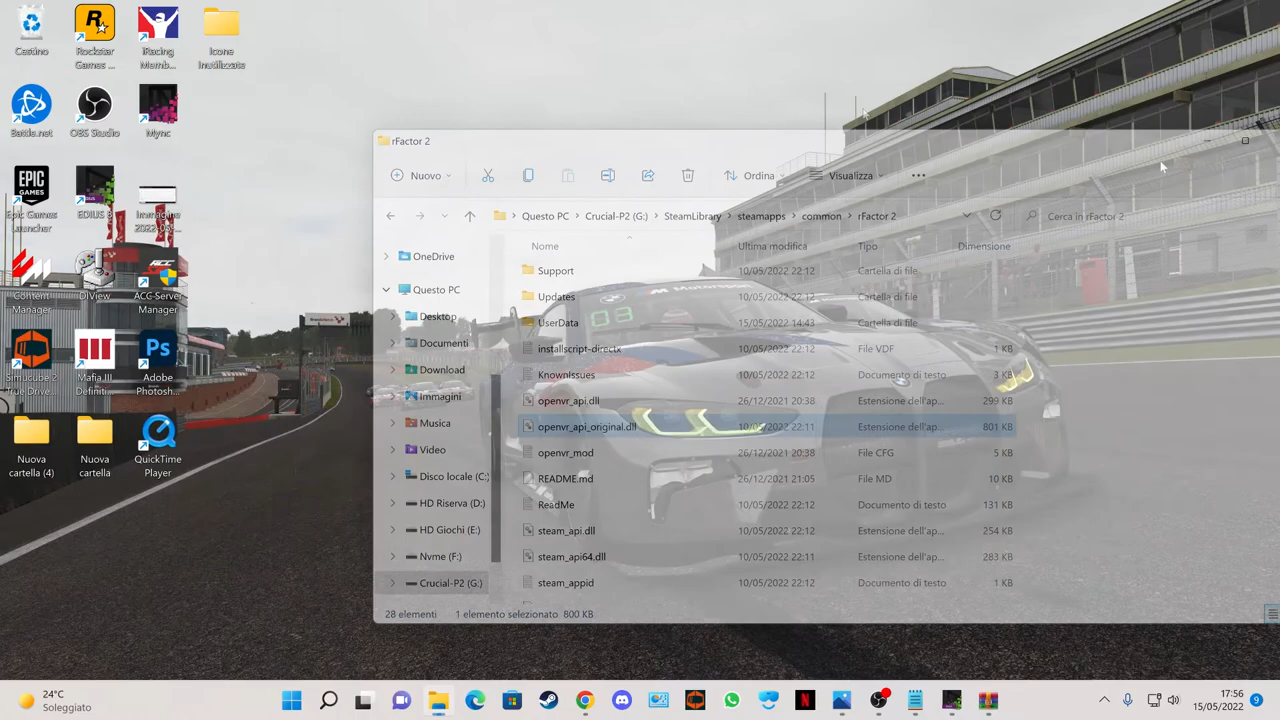 Cestino
Rockstar
Games ...
iRacing
Memb...
Icone
Inutilizzate
Battle.net
OBS Studio
Mync
Epic Games
Launcher
EDIUS 8
Immagine
2022-05-...
Content
Manager
DIView
ACC-Server
Manager
Simucube 2
True Drive...
Mafia III
Definiti...
Adobe
Photosh...
Nuova
cartella (4)
Nuova
cartella
QuickTime
Player
rFactor 2
Nuovo
Ordina
Visualizza
Questo PC > Crucial-P2 (G:) > SteamLibrary > steamapps > common > rFactor 2
Cerca in rFactor 2
Nome Ultima modifica Tipo Dimensione
OneDrive
Questo PC
Desktop
Documenti
Download
Immagini
Musica
Video
Disco locale (C:)
HD Riserva (D:)
HD Giochi (E:)
Nvme (F:)
Crucial-P2 (G:)
Support 10/05/2022 22:12 Cartella di file
Updates 10/05/2022 22:12 Cartella di file
UserData 15/05/2022 14:43 Cartella di file
installscript-directx 10/05/2022 22:12 File VDF 1 KB
KnownIssues 10/05/2022 22:12 Documento di testo 3 KB
openvr_api.dll 26/12/2021 20:38 Estensione dell'ap... 299 KB
openvr_api_original.dll 10/05/2022 22:11 Estensione dell'ap... 801 KB
openvr_mod 26/12/2021 20:38 File CFG 5 KB
README.md 26/12/2021 21:05 File MD 10 KB
ReadMe 10/05/2022 22:12 Documento di testo 131 KB
steam_api.dll 10/05/2022 22:12 Estensione dell'ap... 254 KB
steam_api64.dll 10/05/2022 22:11 Estensione dell'ap... 283 KB
steam_appid 10/05/2022 22:12 Documento di testo 1 KB
28 elementi 1 elemento selezionato 800 KB
24°C
Soleggiato
17:56
15/05/2022
9